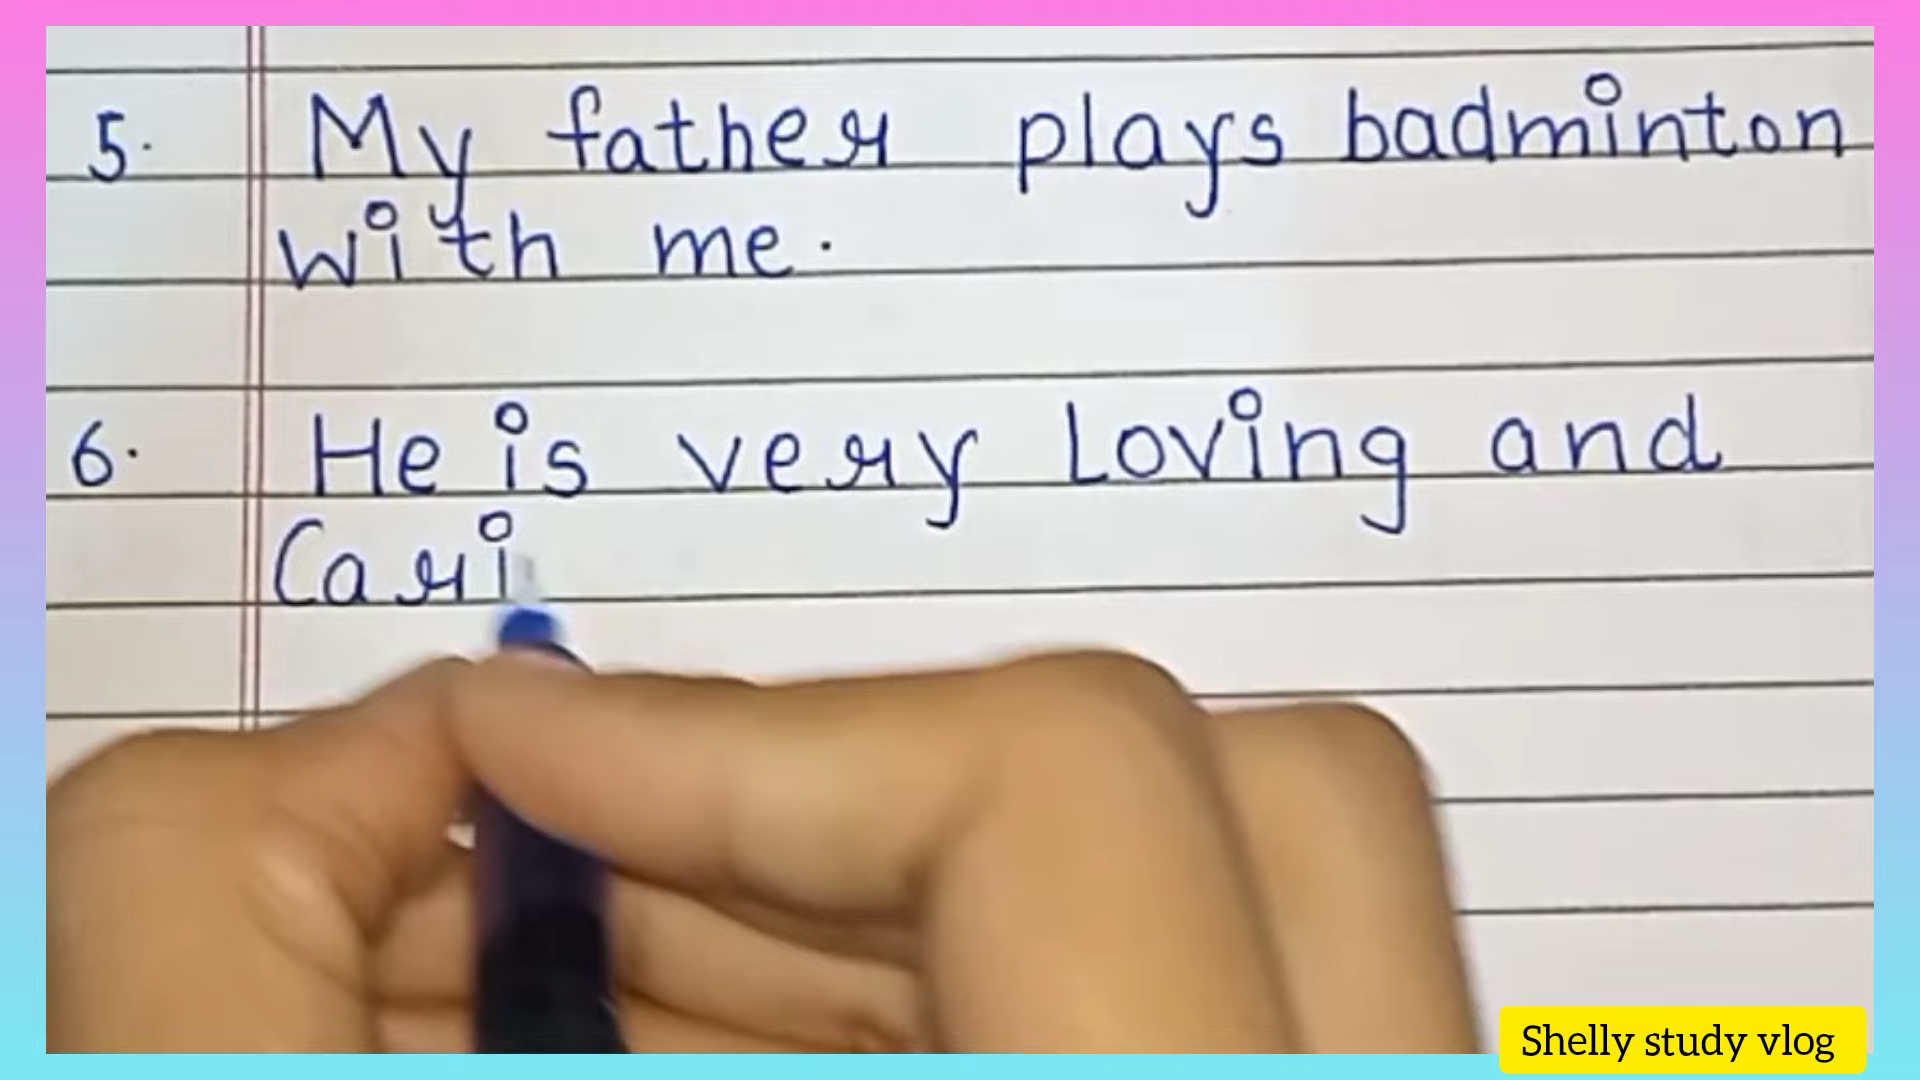 5. My father plays badminton
with me.
6. He is very Loving and
Cari
Shelly study vlog